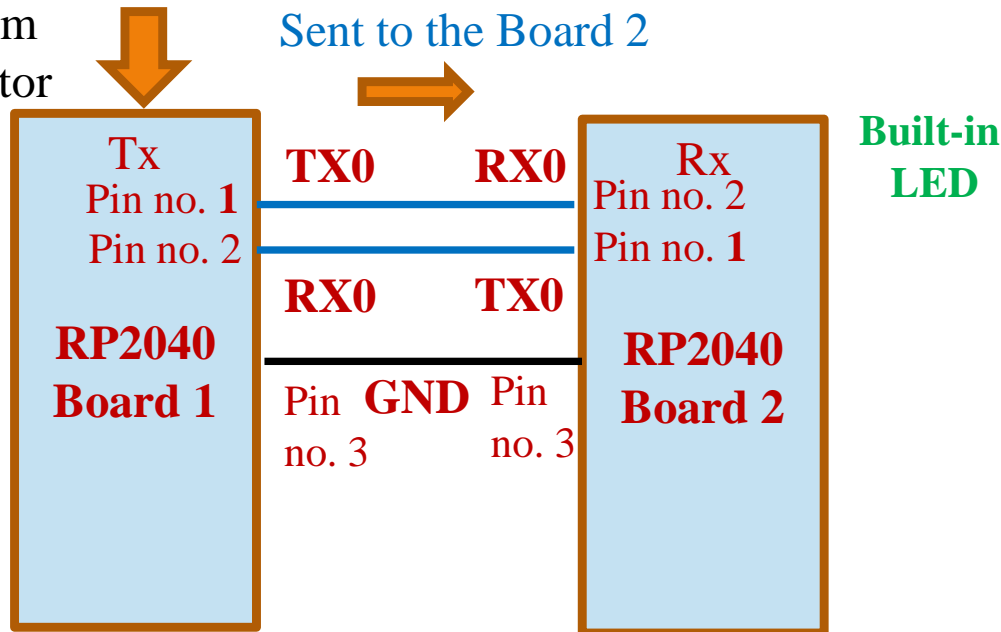 Sent to the Board 2
Tx
Pin no. 1
Pin no. 2
RP2040
Board 1
TX0 RX0
RX0 TX0
Pin GND Pin
no. 3 no. 3
Rx
Pin no. 2
Pin no. 1
RP2040
Board 2
Built-in
LED